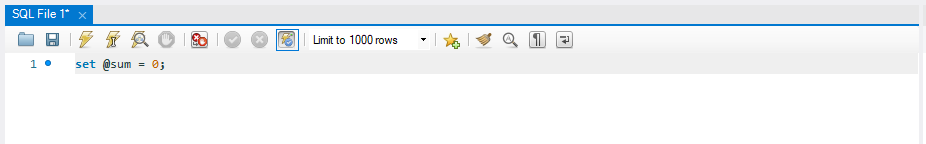 SQL File 1*
Limit to 1000 rows
1 set @sum = 0;